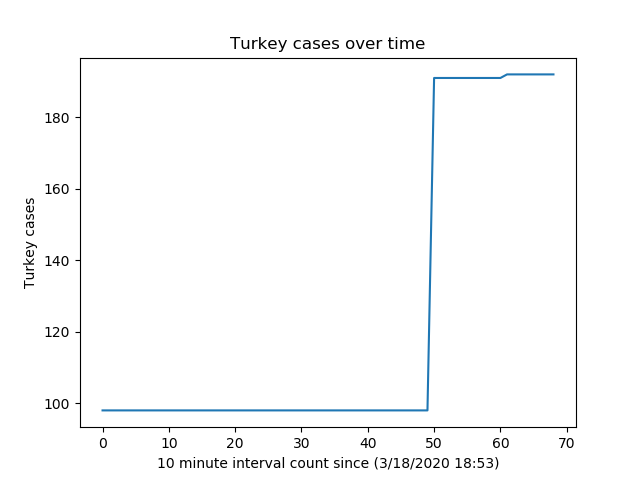 Turkey cases over time
180
160
140
120
100
Turkey cases
0 10 20 30 40 50 60 70
10 minute interval count since (3/18/2020 18:53)